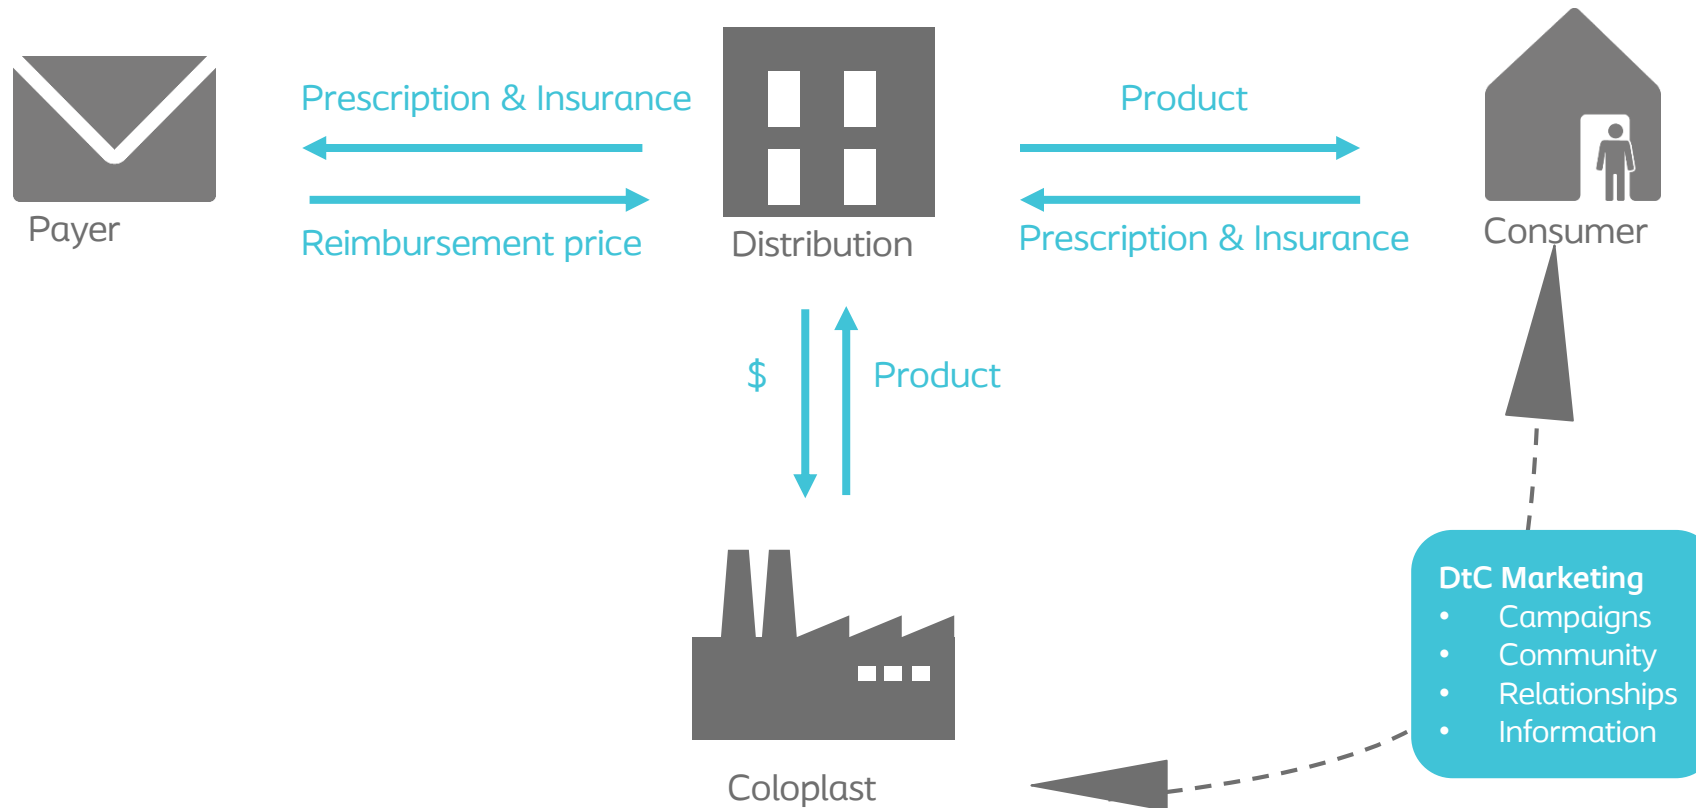 Prescription & Insurance
Product
Payer
Reimbursement price
Distribution
Prescription & Insurance
Consumer
$
Product
DtC Marketing
• Campaigns
• Community
• Relationships
• Information
Coloplast